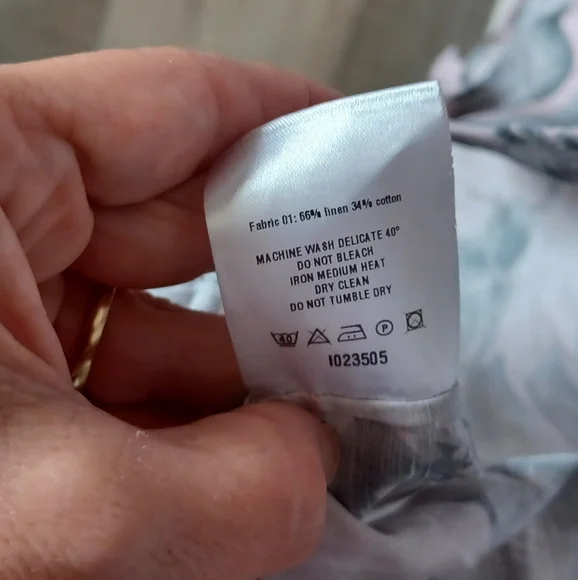 Fabric 01: 66% linen 34% cotton
MACHINE WASH DELICATE 40°
DO NOT BLEACH
IRON MEDIUM HEAT
DRY CLEAN
DO NOT TUMBLE DRY
40 P
I023505